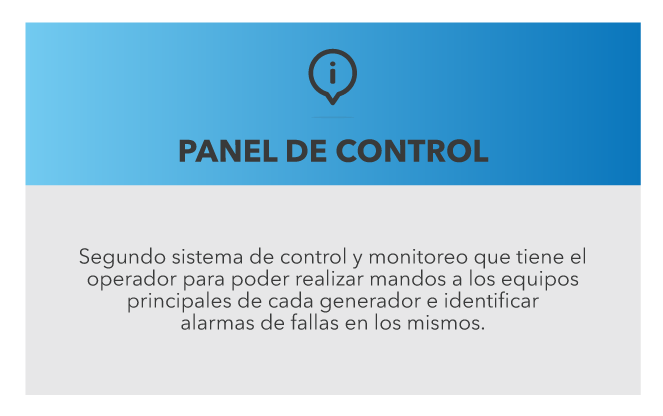 PANEL DE CONTROL
Segundo sistema de control y monitoreo que tiene el
operador para poder realizar mandos a los equipos
principales de cada generador e identificar
alarmas de fallas en los mismos.